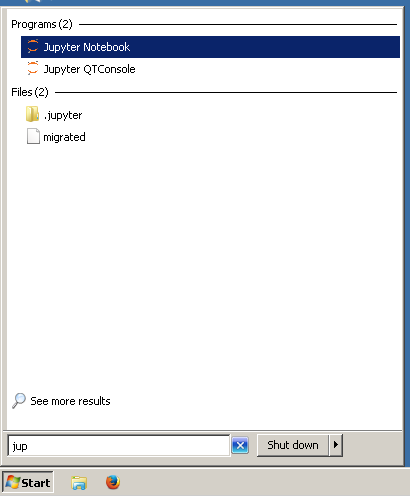 Programs (2)
Jupyter Notebook
Jupyter QTConsole
Files (2)
.jupyter
migrated
See more results
jup
Shut down
Start